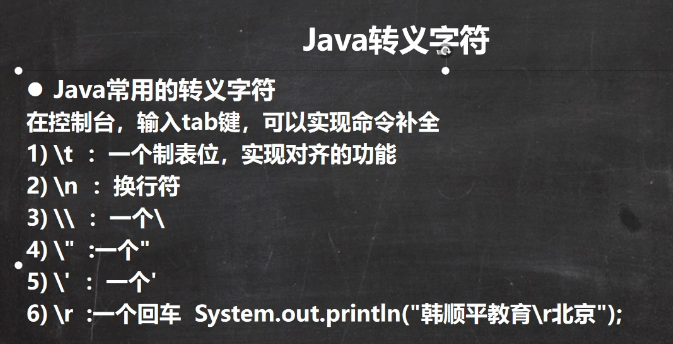 Java转义字符
● Java常用的转义字符
在控制台，输入tab键，可以实现命令补全
1) \t ：一个制表位，实现对齐的功能
2) \n ：换行符
3) \\ ：一个\
4) \" :一个"
5) \' ：一个'
6) \r :一个回车 System.out.println("韩顺平教育\r北京");